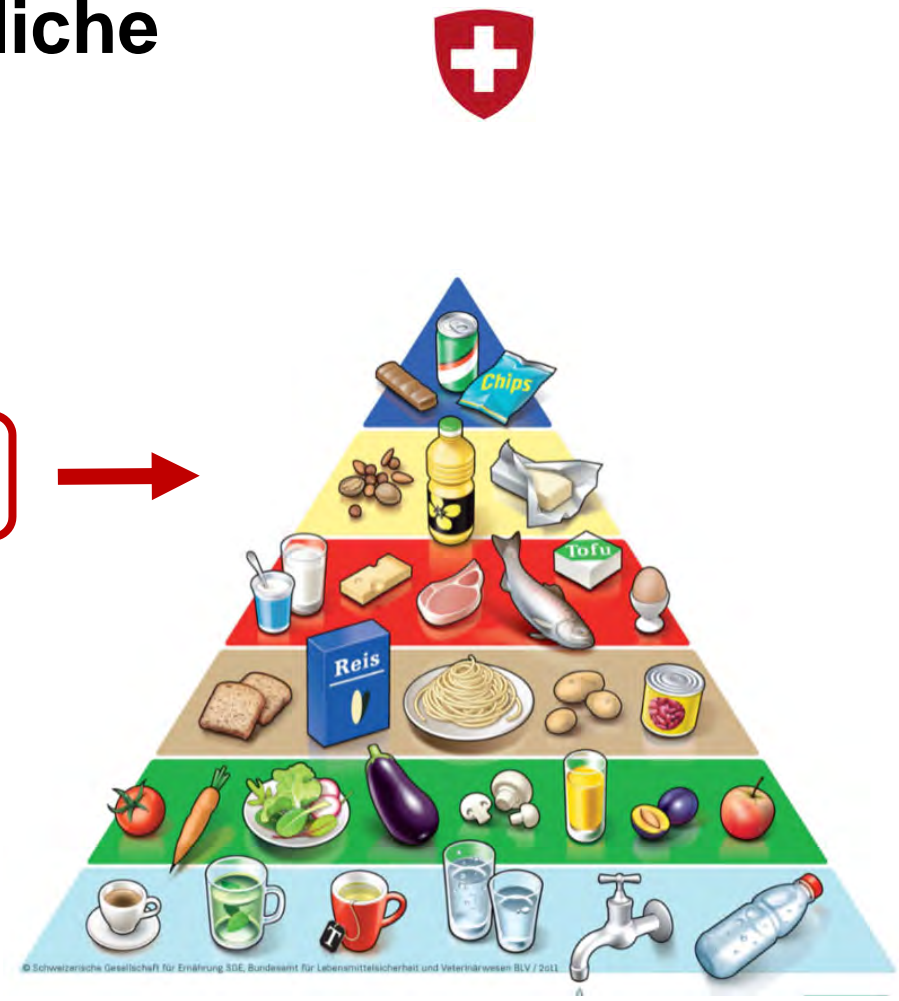 liche
Chips
Tofu
Reis
T
© Schweizerische Gesellschaft für Ernährung SGE, Bundesamt für Lebensmittelsicherheit und Veterinärwesen BLV / 2011